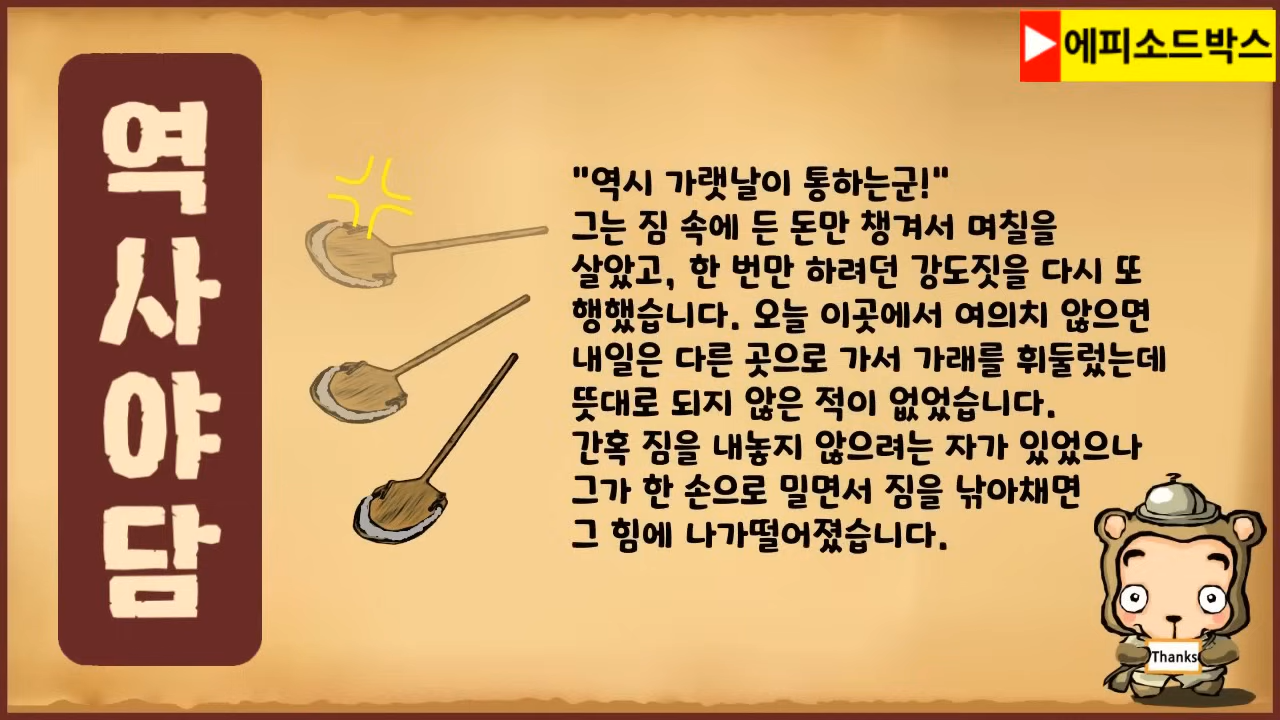 에피소드박스
역사야담
"역시 가랫날이 통하는군!"
그는 짐 속에 든 돈만 챙겨서 며칠을
살았고, 한 번만 하려던 강도짓을 다시 또
행했습니다. 오늘 이곳에서 여의치 않으면
내일은 다른 곳으로 가서 가래를 휘둘렀는데
뜻대로 되지 않은 적이 없었습니다.
간혹 짐을 내놓지 않으려는 자가 있었으나
그가 한 손으로 밀면서 짐을 낚아채면
그 힘에 나가떨어졌습니다.
Thanks